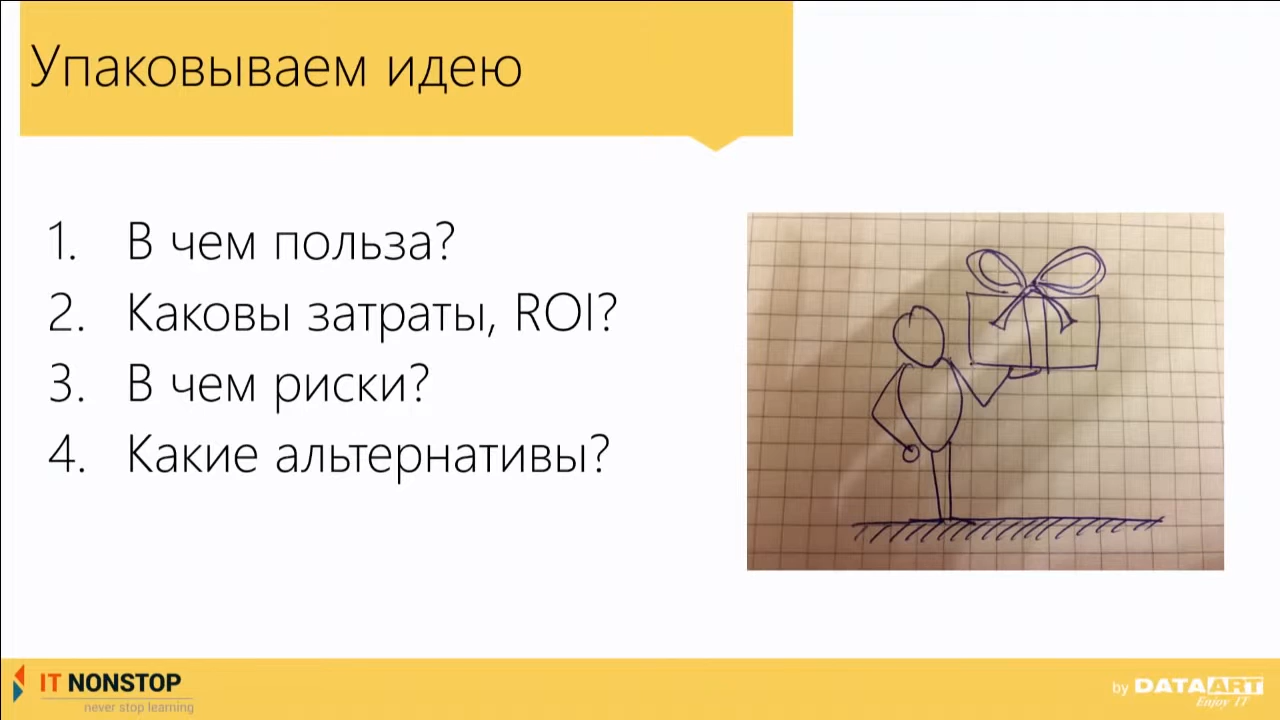 Упаковываем идею
1. В чем польза?
2. Каковы затраты, ROI?
3. В чем риски?
4. Какие альтернативы?
IT NONSTOP
never stop learning
by DATAART
Enjoy IT